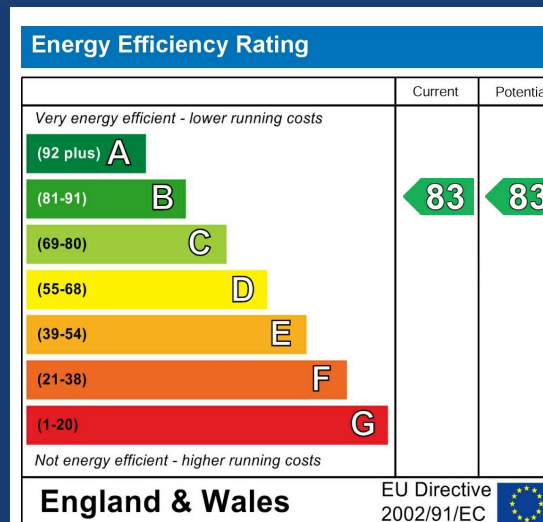 Energy Efficiency Rating
Current Potentia
Very energy efficient - lower running costs
(92 plus) A
(81-91) B 83 83
(69-80) C
(55-68) D
(39-54) E
(21-38) F
(1-20) G
Not energy efficient - higher running costs
England & Wales
EU Directive
2002/91/EC